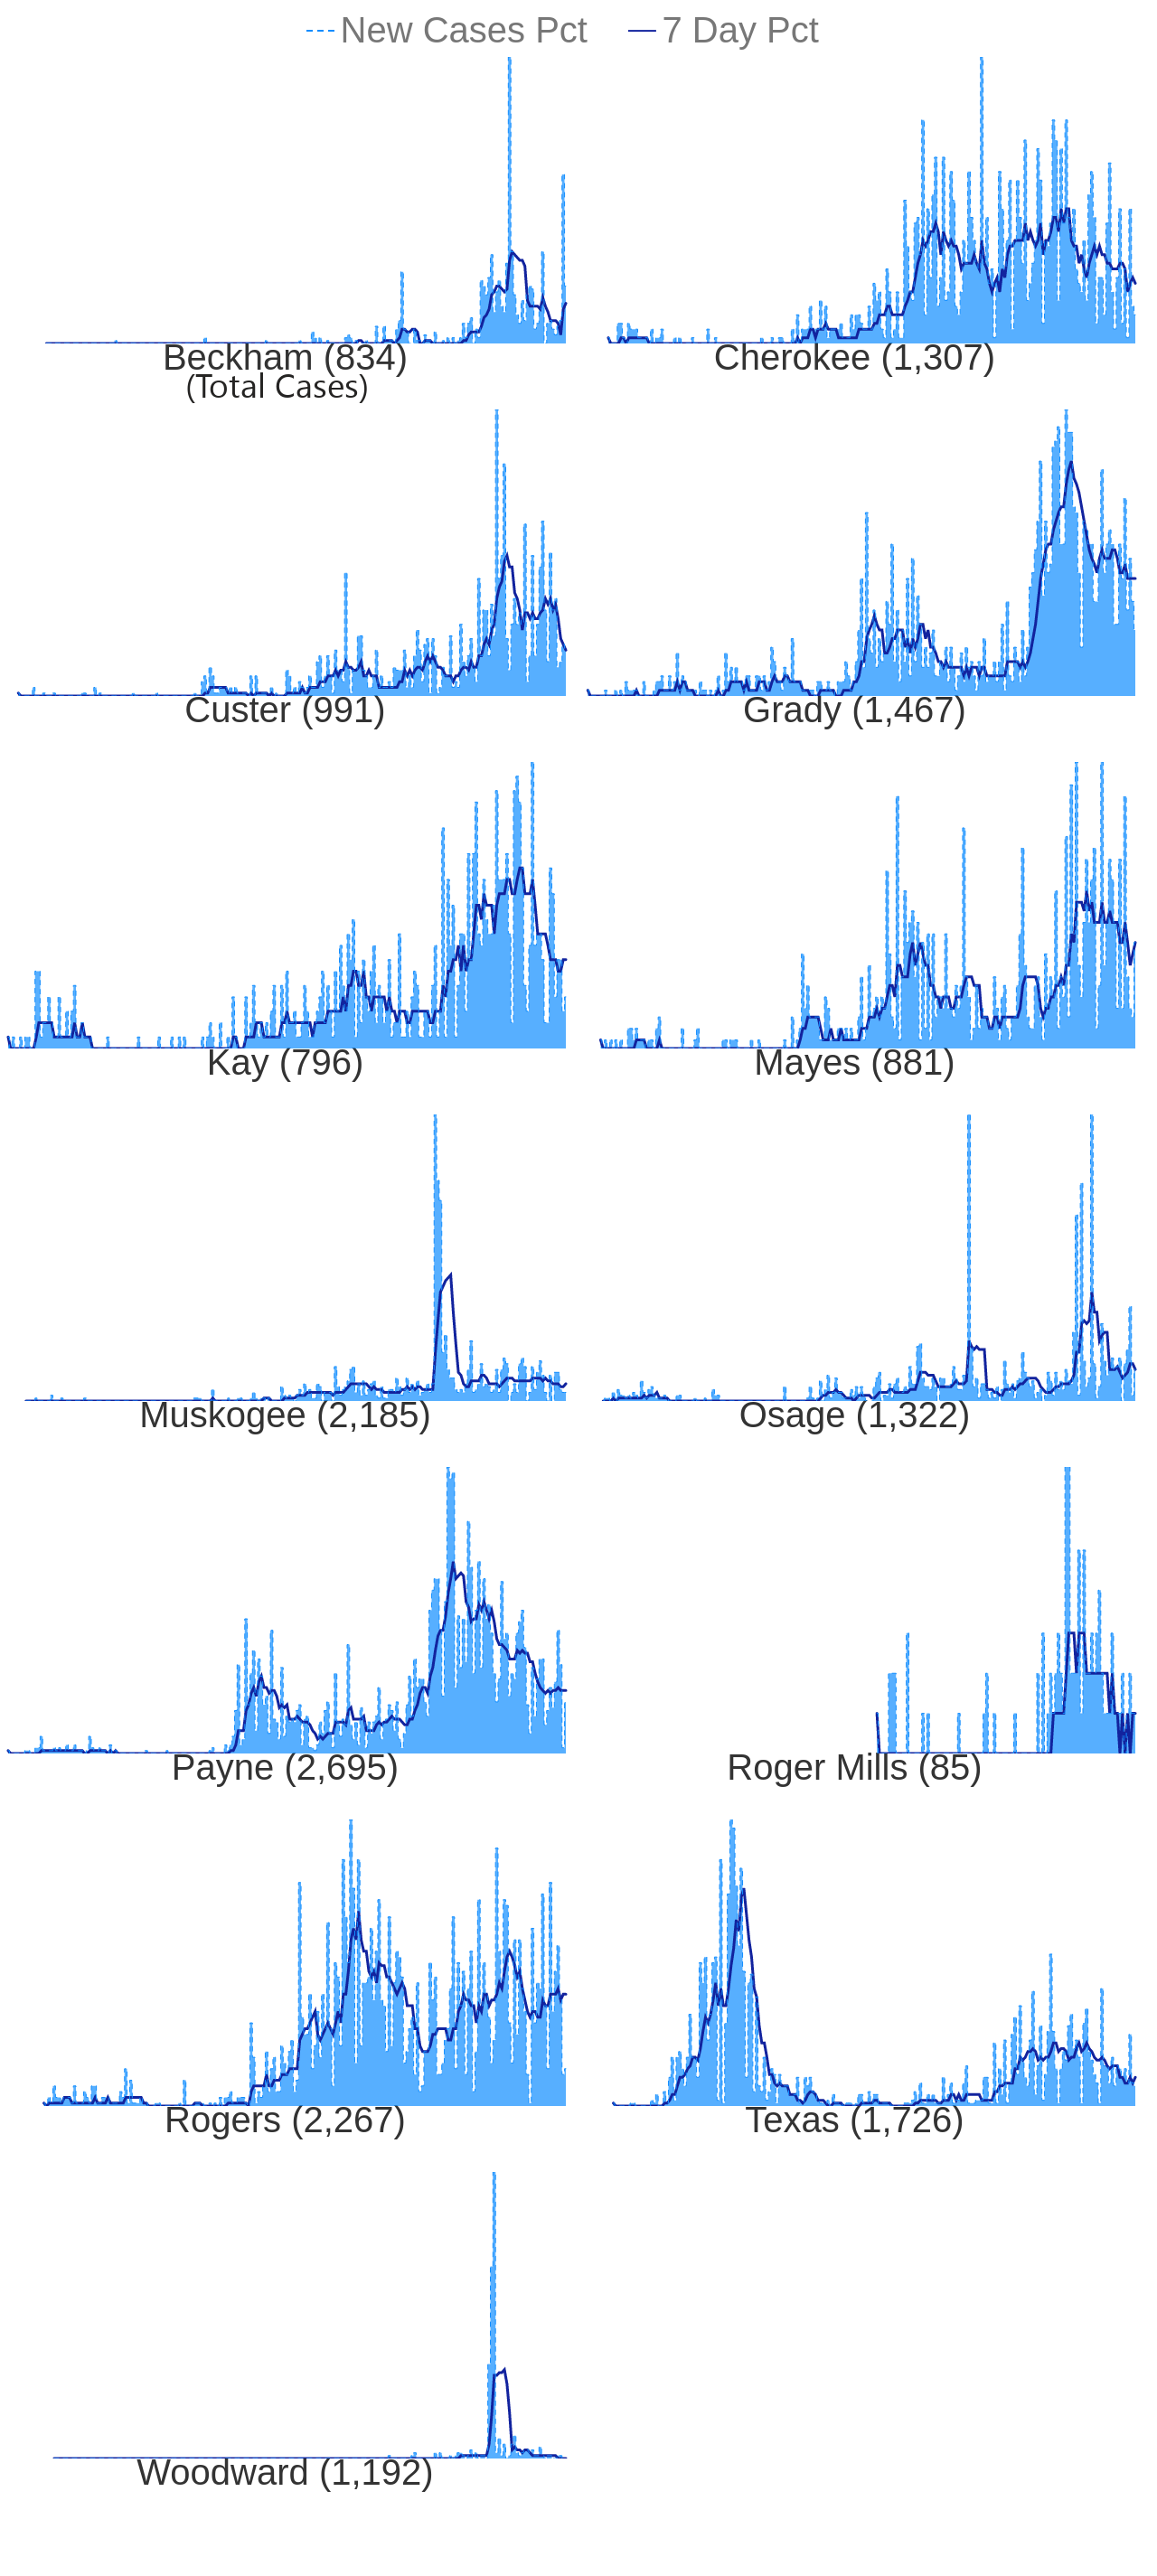 New Cases Pct 7 Day Pct
Beckham (834) Cherokee (1,307)
(Total Cases)
Custer (991) Grady (1,467)
Kay (796) Mayes (881)
Muskogee (2,185) Osage (1,322)
Payne (2,695) Roger Mills (85)
Rogers (2,267) Texas (1,726)
Woodward (1,192)